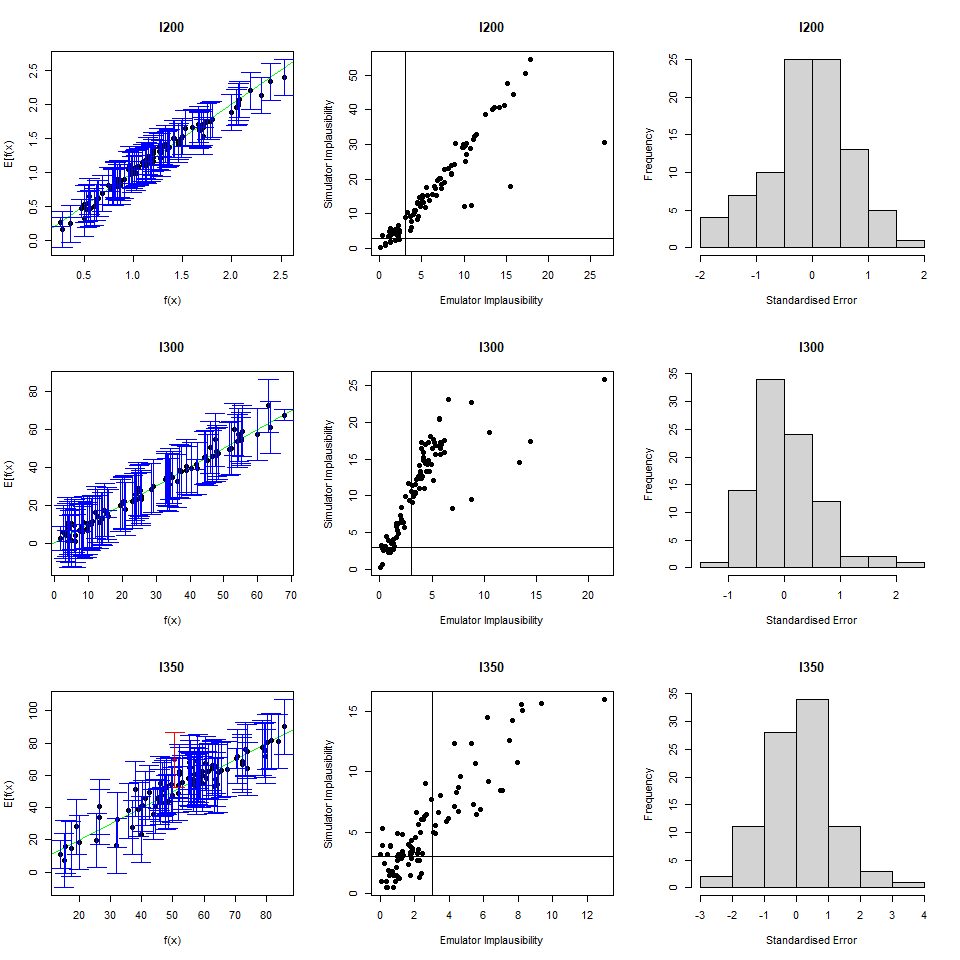 I200
I200
I200
0.0 0.5 1.0 1.5 2.0 2.5
E[f(x)]
0.5 1.0 1.5 2.0 2.5
f(x)
0 10 20 30 40 50
Simulator Implausibility
0 5 10 15 20 25
Emulator Implausibility
0 5 10 15 20 25
Frequency
-2 -1 0 1 2
Standardised Error
I300
I300
I300
0 20 40 60 80
E[f(x)]
0 10 20 30 40 50 60 70
f(x)
0 5 10 15 20 25
Simulator Implausibility
0 5 10 15 20
Emulator Implausibility
0 5 10 15 20 25 30 35
Frequency
-1 0 1 2
Standardised Error
I350
I350
I350
0 20 40 60 80 100
E[f(x)]
20 30 40 50 60 70 80
f(x)
0 5 10 15
Simulator Implausibility
0 2 4 6 8 10 12
Emulator Implausibility
0 5 10 15 20 25 30 35
Frequency
-3 -2 -1 0 1 2 3 4
Standardised Error